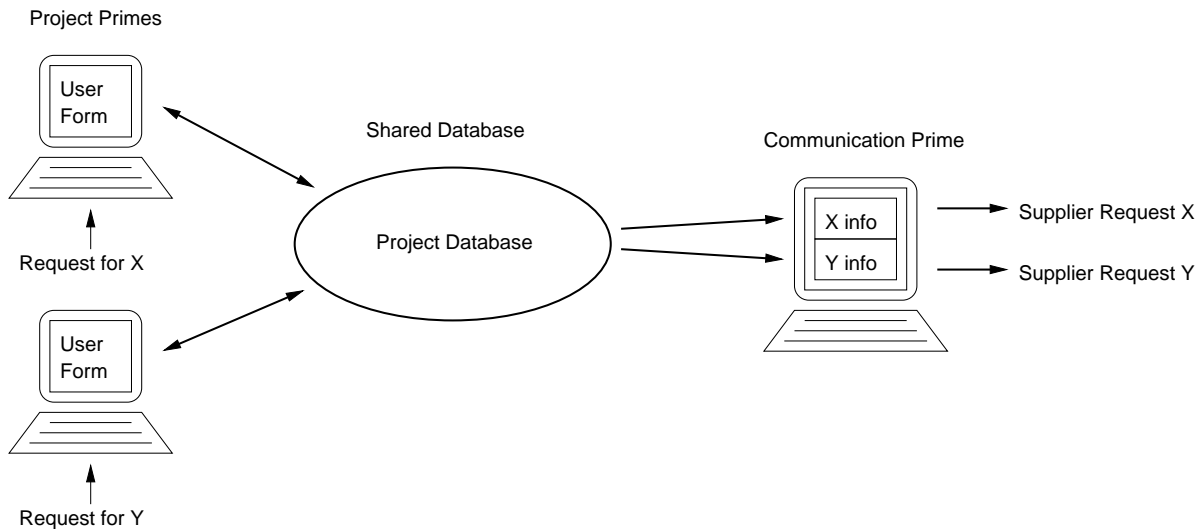 Project Primes
User
Form
Request for X
User
Form
Request for Y
Shared Database
Project Database
Communication Prime
X info
Y info
Supplier Request X
Supplier Request Y